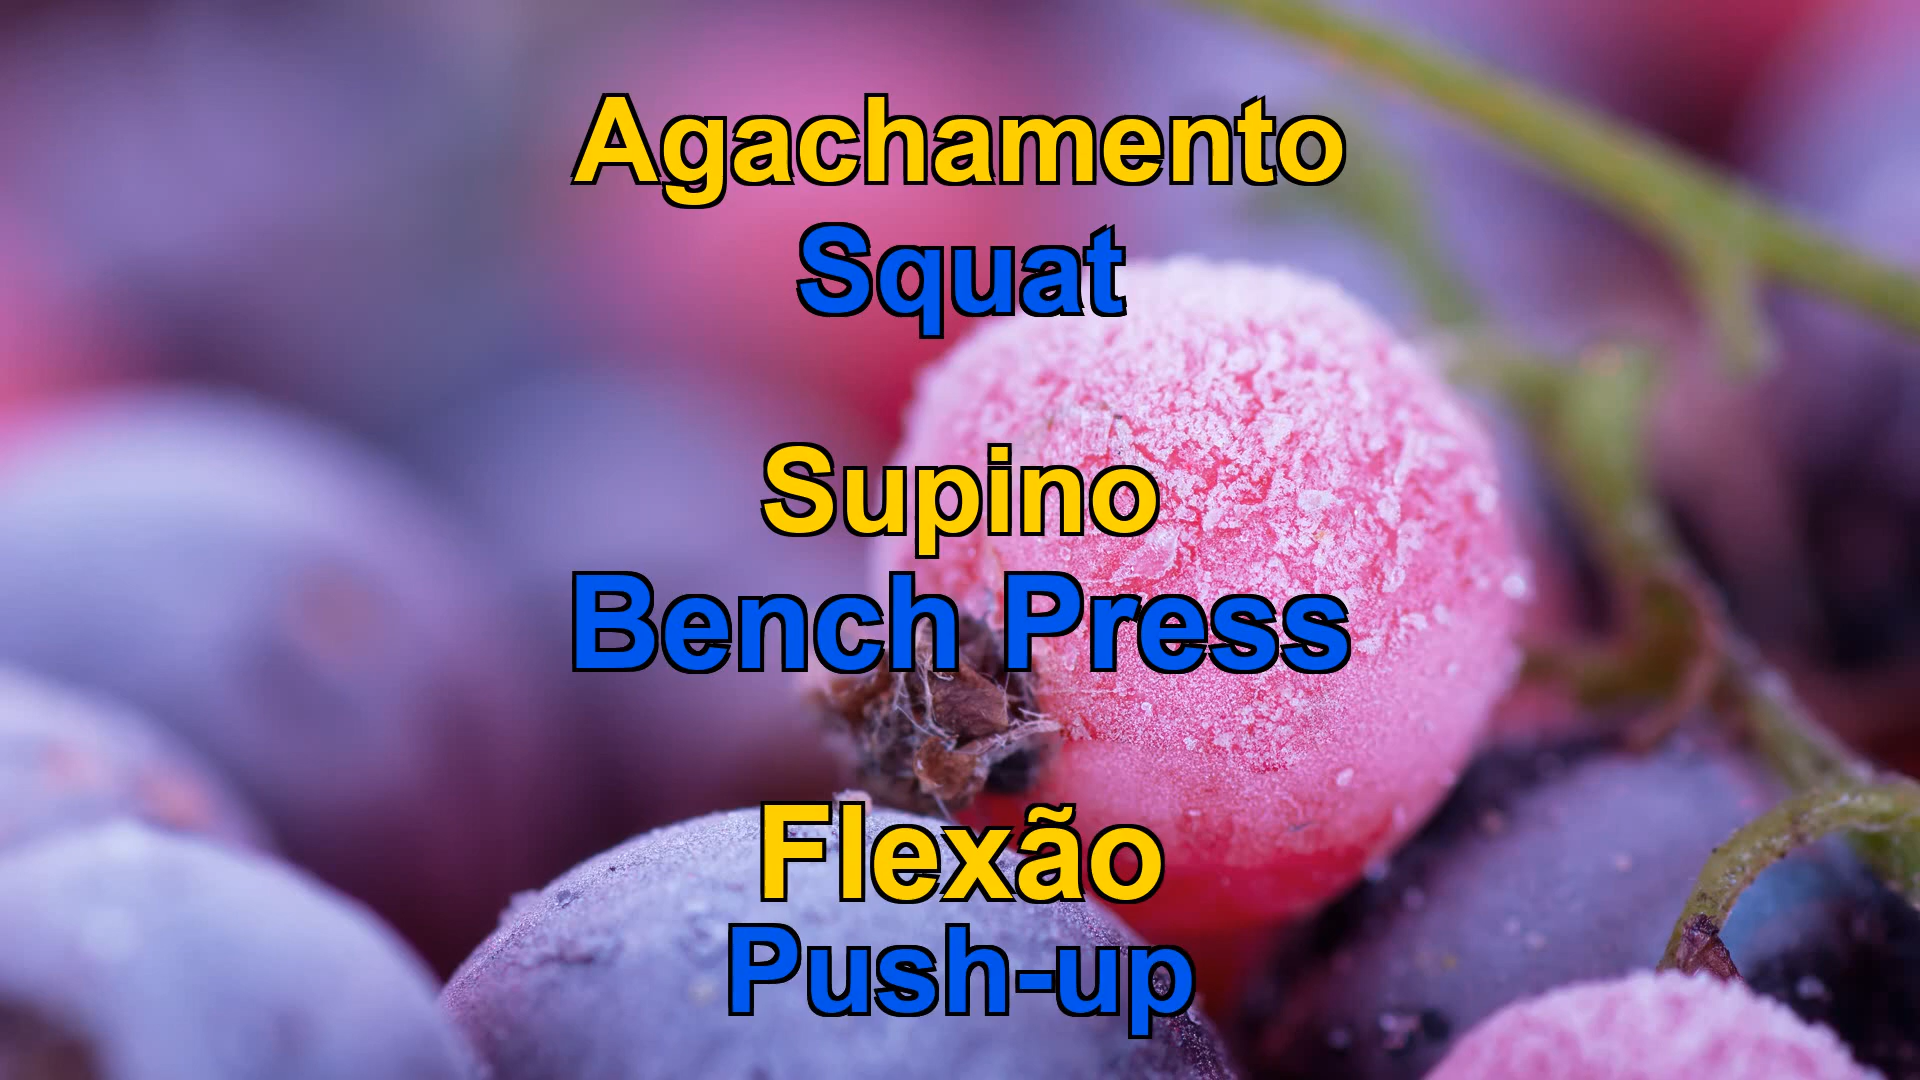 Agachamento
Squat
Supino
Bench Press
Flexão
Push-up